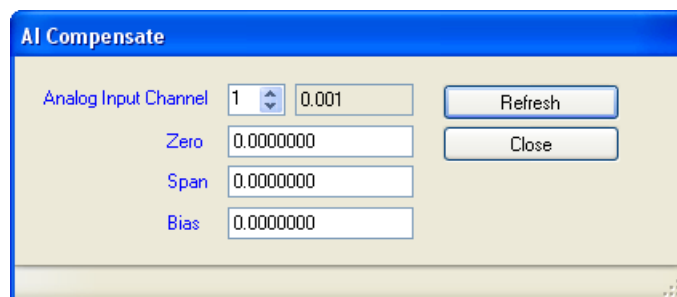 AI Compensate
Analog Input Channel 1 0.001 Refresh
Zero 0.0000000 Close
Span 0.0000000
Bias 0.0000000